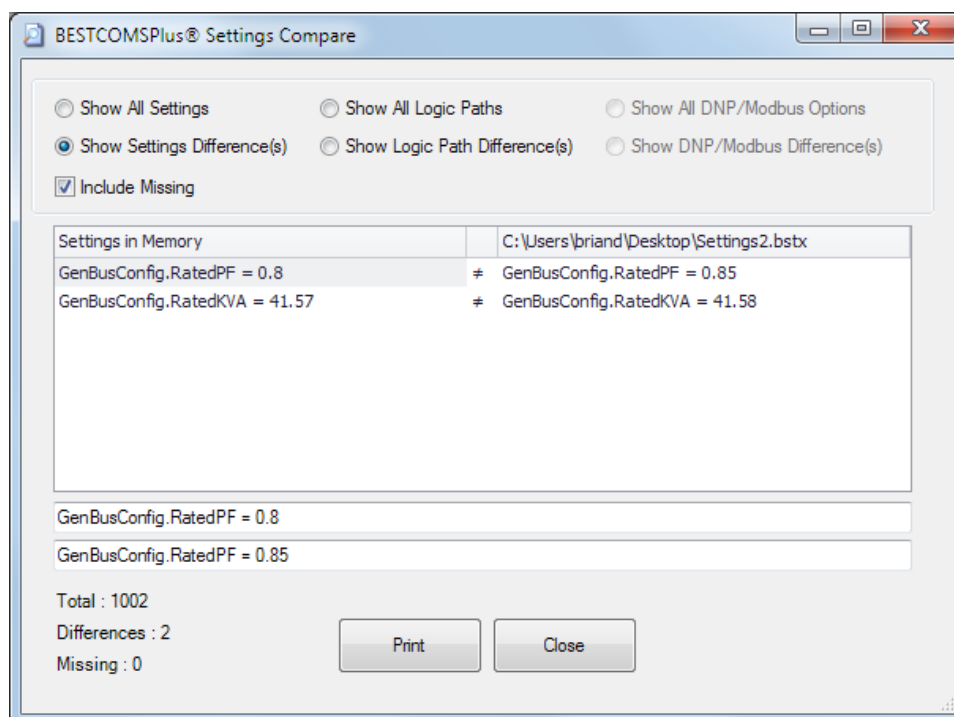 BESTCOMSPlus® Settings Compare
Show All Settings Show All Logic Paths Show All DNP/Modbus Options
Show Settings Difference(s) Show Logic Path Difference(s) Show DNP/Modbus Difference(s)
Include Missing
Settings in Memory C:\Users\briand\Desktop\Settings2.bstx
GenBusConfig.RatedPF = 0.8 ≠ GenBusConfig.RatedPF = 0.85
GenBusConfig.RatedKVA = 41.57 ≠ GenBusConfig.RatedKVA = 41.58
GenBusConfig.RatedPF = 0.8
GenBusConfig.RatedPF = 0.85
Total : 1002
Differences : 2
Missing : 0
Print Close